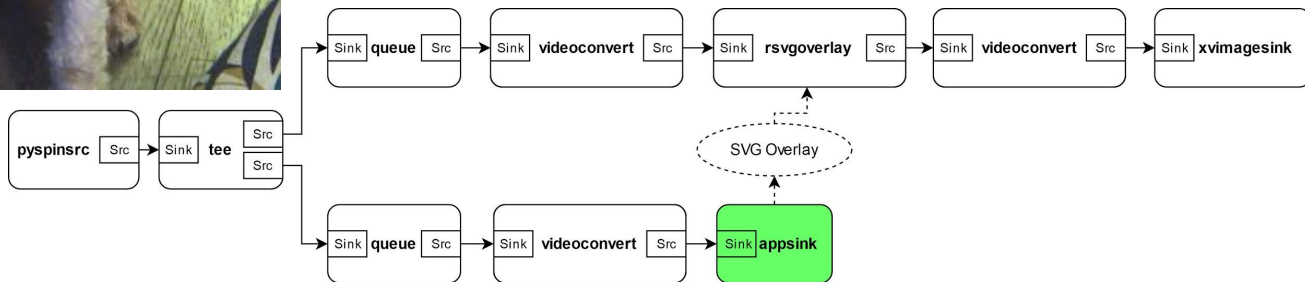 Sink queue Src Sink videoconvert Src Sink rsvgoverlay Src Sink videoconvert Src Sink xvimagesink
pyspinsrc Src Sink tee Src
Src
SVG Overlay
Sink queue Src Sink videoconvert Src Sink appsink